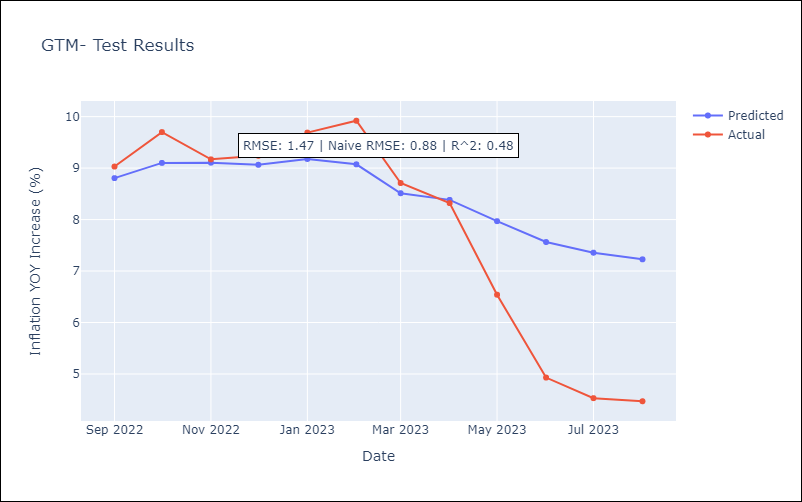 GTM- Test Results
Predicted
Actual
RMSE: 1.47 | Naive RMSE: 0.88 | R^2: 0.48
Inflation YOY Increase (%)
10
9
8
7
6
5
Sep 2022
Nov 2022
Jan 2023
Mar 2023
May 2023
Jul 2023
Date